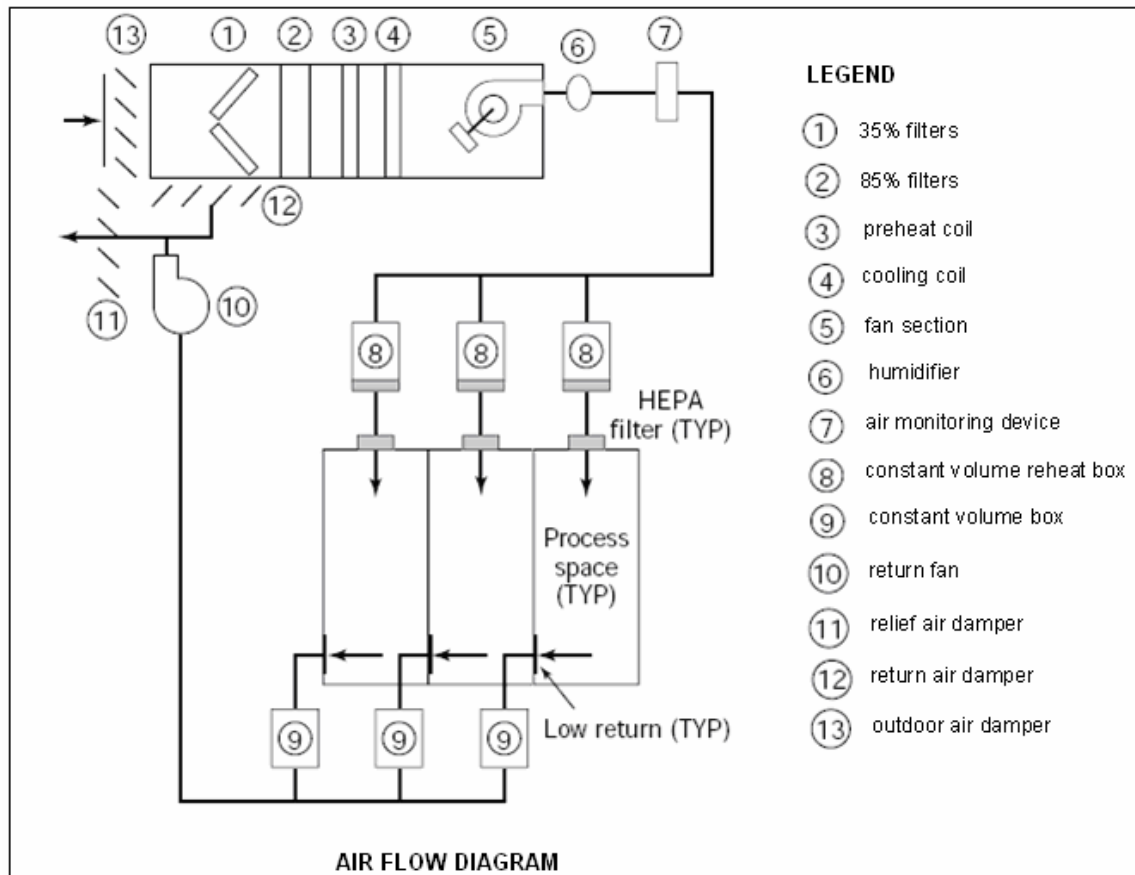 13
1
2
3
4
5
6
7
12
11
10
8
8
8
HEPA
filter (TYP)
Process
space
(TYP)
Low return (TYP)
9
9
9
AIR FLOW DIAGRAM
LEGEND
1 35% filters
2 85% filters
3 preheat coil
4 cooling coil
5 fan section
6 humidifier
7 air monitoring device
8 constant volume reheat box
9 constant volume box
10 return fan
11 relief air damper
12 return air damper
13 outdoor air damper